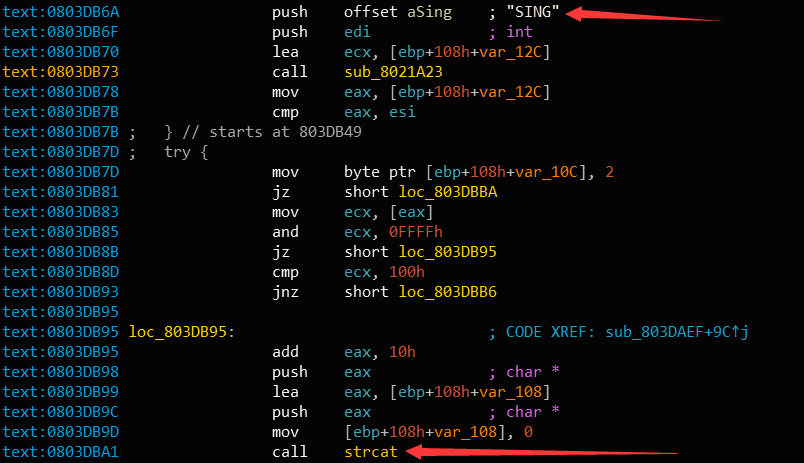 text:0803DB6A push offset aSing ; "SING"
text:0803DB6F push edi ; int
text:0803DB70 lea ecx, [ebp+108h+var_12C]
text:0803DB73 call sub_8021A23
text:0803DB78 mov eax, [ebp+108h+var_12C]
text:0803DB7B cmp eax, esi
text:0803DB7B ; } // starts at 803DB49
text:0803DB7D ; try {
text:0803DB7D mov byte ptr [ebp+108h+var_10C], 2
text:0803DB81 jz short loc_803DBBA
text:0803DB83 mov ecx, [eax]
text:0803DB85 and ecx, 0FFFFh
text:0803DB8B jz short loc_803DB95
text:0803DB8D cmp ecx, 100h
text:0803DB93 jnz short loc_803DBB6
text:0803DB95
text:0803DB95 loc_803DB95: ; CODE XREF: sub_803DAEF+9C↑j
text:0803DB95 add eax, 10h
text:0803DB98 push eax ; char *
text:0803DB99 lea eax, [ebp+108h+var_108]
text:0803DB9C push eax ; char *
text:0803DB9D mov [ebp+108h+var_108], 0
text:0803DBA1 call strcat